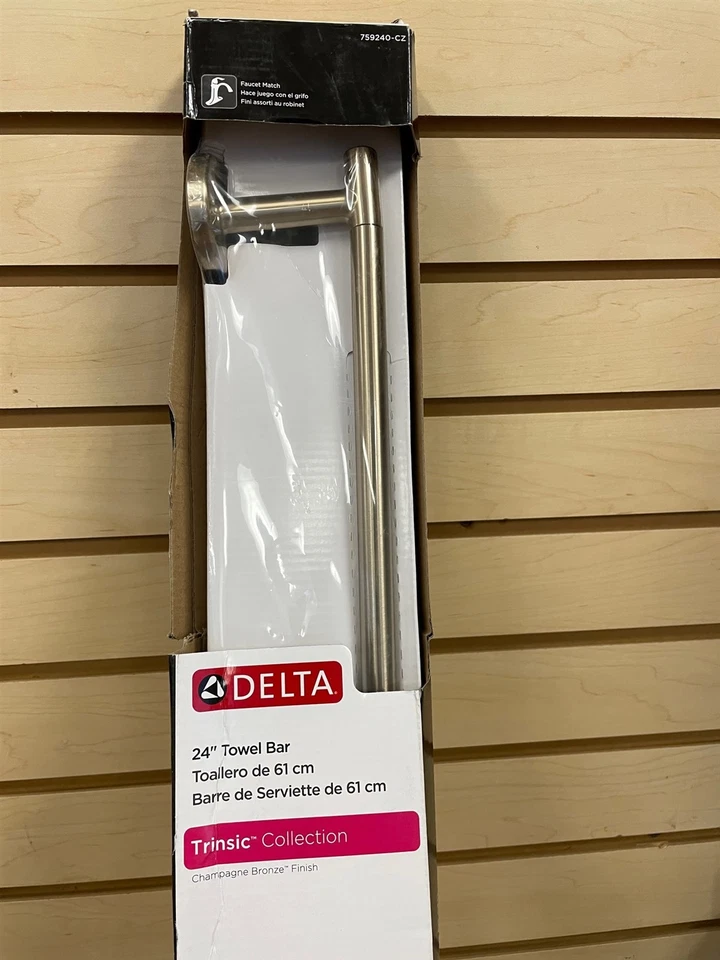 759240-CZ
Faucet Match
Hace juego con el grifo
Fini assorti au robinet
DELTA
24" Towel Bar
Toallero de 61 cm
Barre de Serviette de 61 cm
Trinsic™ Collection
Champagne Bronze™ Finish